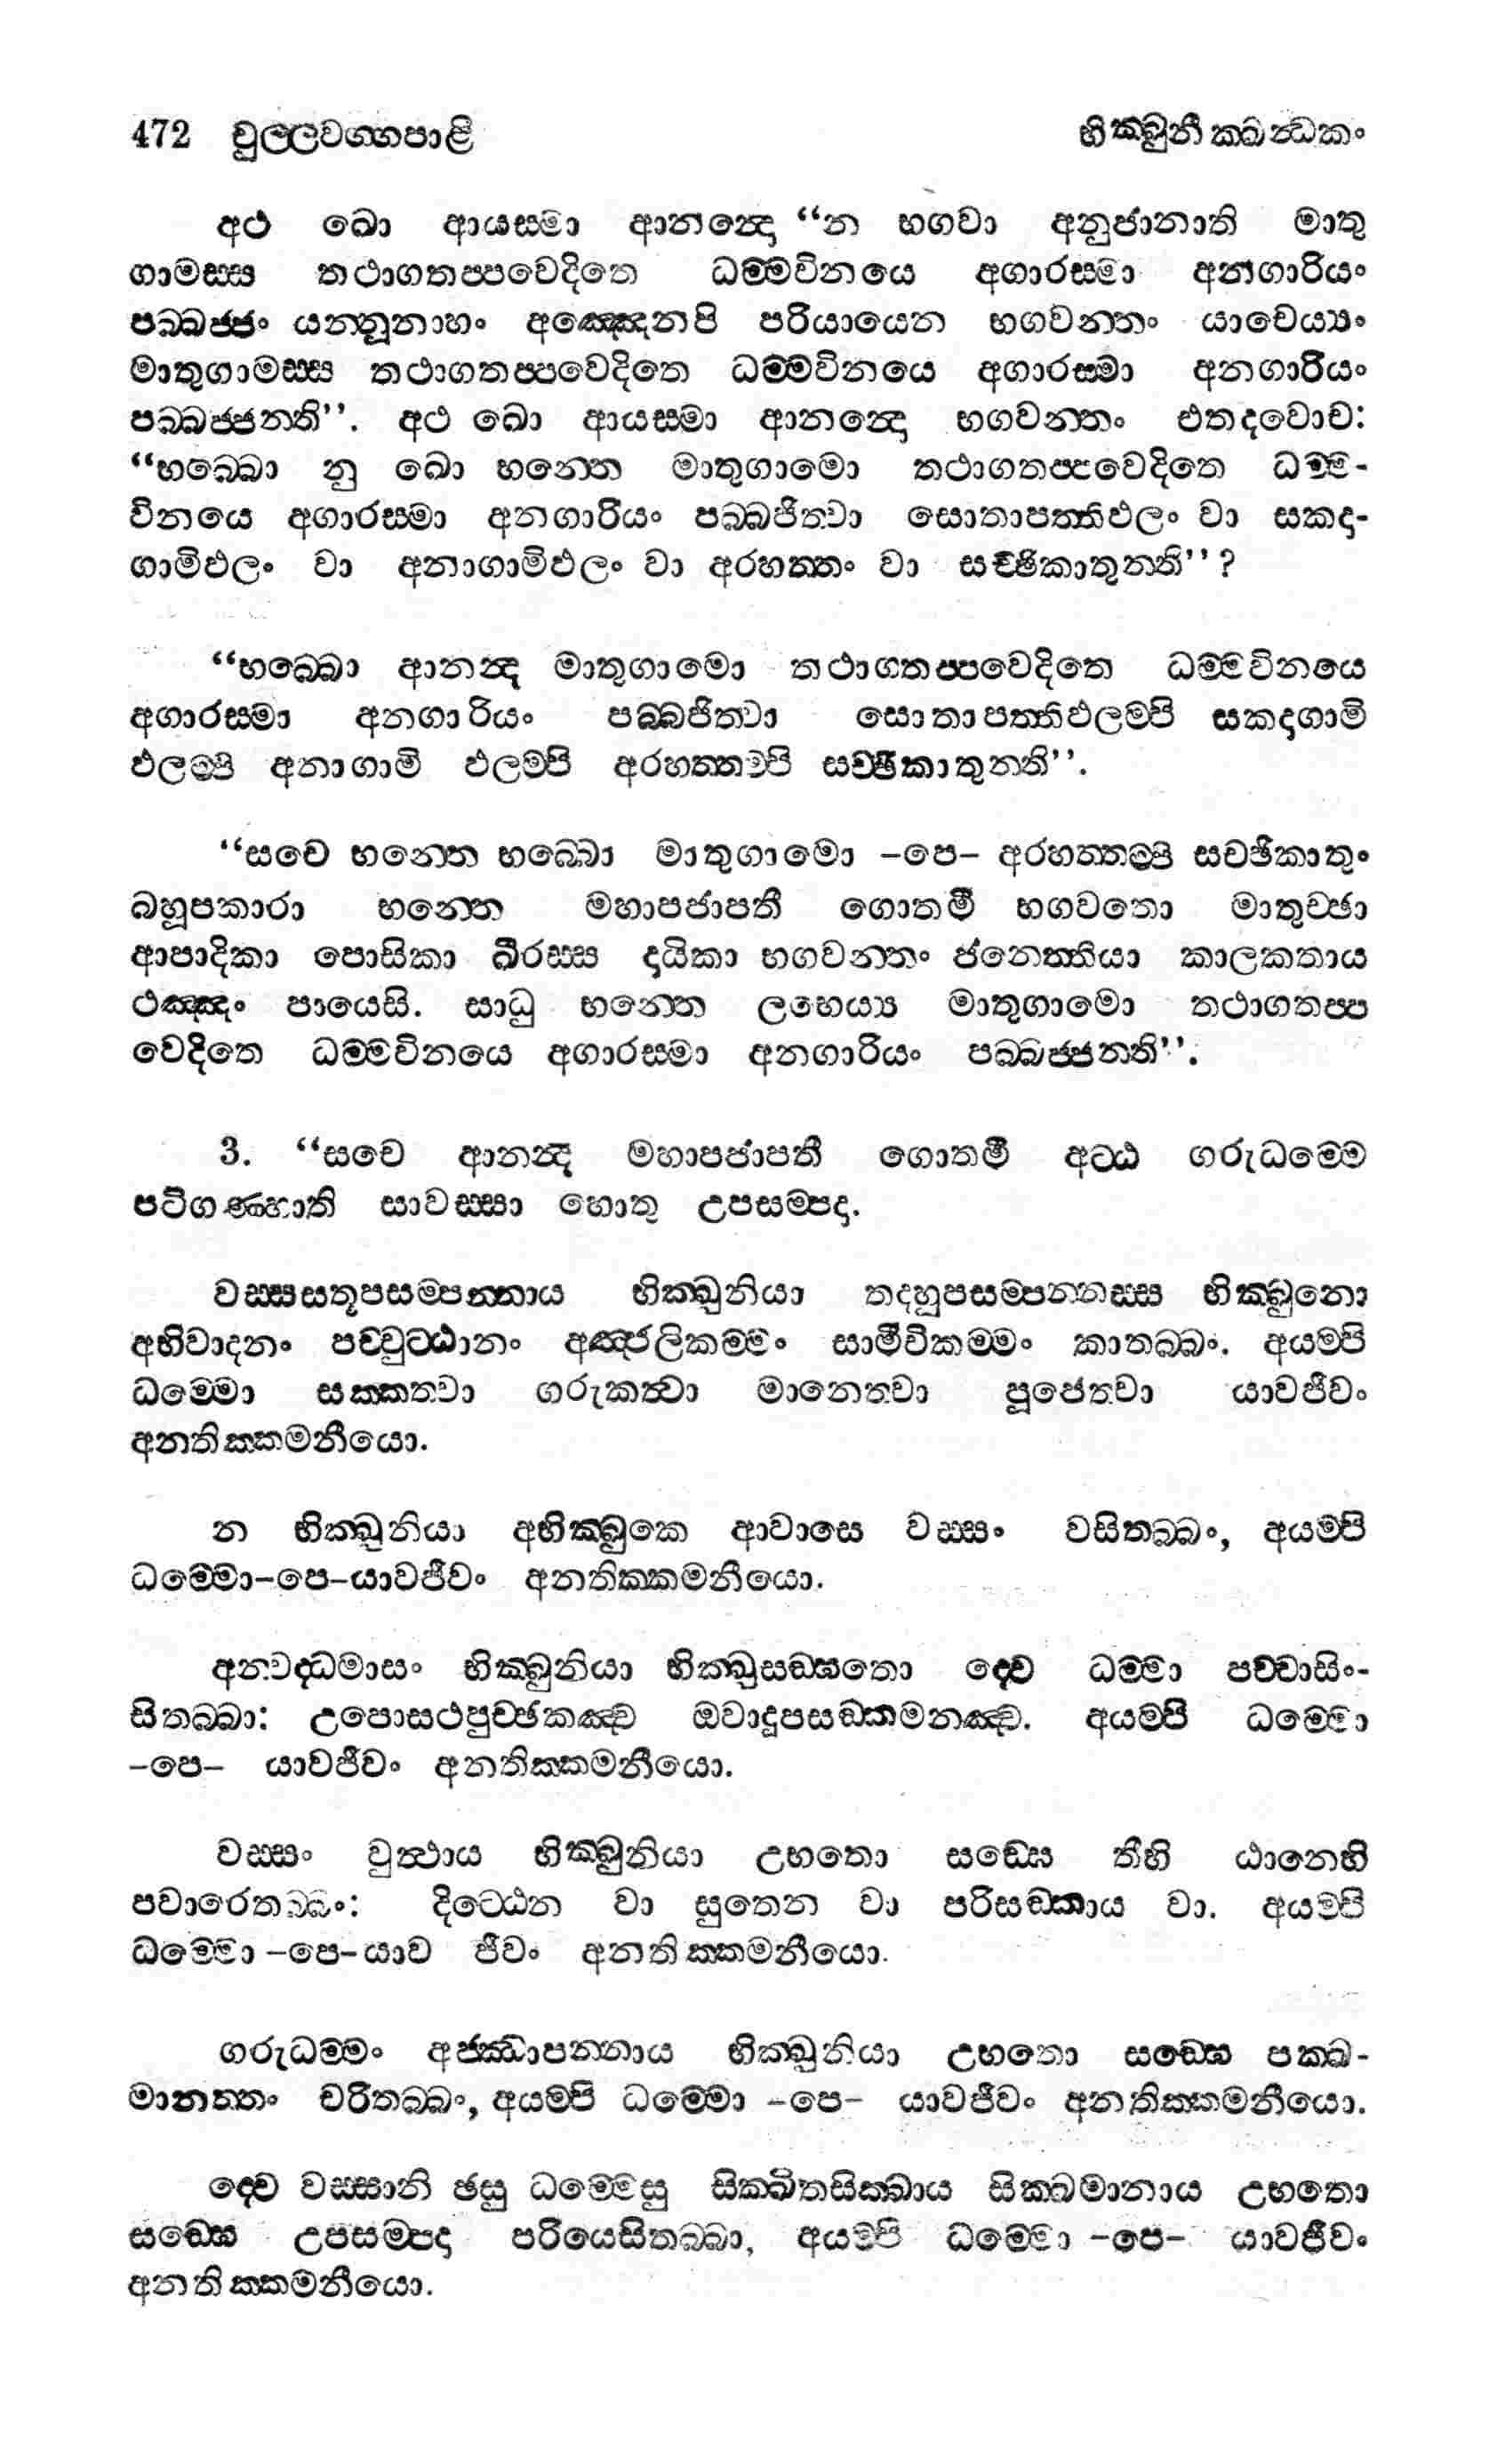 472 චුල්ලවග්ගපාළි භික්ඛුනීක්ඛන්ධකං
අථ ඛො ආයස්මා ආනන්දො “න භගවා අනුජානාති මාතු
ගාමස්ස තථාගතප්පවෙදිතෙ ධම්මවිනයෙ අගාරස්මා අනගාරියං
පබ්බජ්ජං යන්නූනාහං අඤ්ඤෙනපි පරියායෙන භගවන්තං යාචෙය්‍යං
මාතුගාමස්ස තථාගතප්පවෙදිතෙ ධම්මවිනයෙ අගාරස්මා අනගාරියං
පබ්බජ්ජන්ති’’. අථ ඛො ආයස්මා ආනන්දො භගවන්තං එතදවොච:
“භබ්බො නු ඛො භන්තෙ මාතුගාමො තථාගතප්පවෙදිතෙ ධම්ම-
විනයෙ අගාරස්මා අනගාරියං පබ්බජිත්වා සොතාපත්තිඵලං වා සකදා-
ගාමිඵලං වා අනාගාමිඵලං වා අරහත්තං වා සච්ඡිකාතුන්ති’’?
“භබ්බො ආනන්ද මාතුගාමො තථාගතප්පවෙදිතෙ ධම්මවිනයෙ
අගාරස්මා අනගාරියං පබ්බජිත්වා සොතාපත්තිඵලම්පි සකදාගාමි
ඵලම්පි අනාගාමි ඵලම්පි අරහත්තම්පි සච්ඡිකාතුන්ති’’.
“සචෙ භන්තෙ භබ්බො මාතුගාමො –පෙ– අරහත්තම්පි සච්ඡිකාතුං
බහූපකාරා භන්තෙ මහාපජාපතී ගොතමී භගවතො මාතුච්ඡා
ආපාදිකා පොසිකා ඛීරස්ස දායිකා භගවන්තං ජනෙත්තියා කාලකතාය
ථඤ්ඤං පායෙසි. සාධු භන්තෙ ලභෙය්‍ය මාතුගාමො තථාගතප්ප
වෙදිතෙ ධම්මවිනයෙ අගාරස්මා අනගාරියං පබ්බජ්ජන්ති’’.
3. “සචෙ ආනන්ද මහාපජාපතී ගොතමී අට්ඨ ගරුධම්මෙ
පටිගණ්හාති සාවස්සා හොතු උපසම්පදා.
වස්සසතූපසම්පන්නාය භික්ඛුනියා තදහූපසම්පන්නස්ස භික්ඛුනො
අභිවාදනං පච්චුට්ඨානං අඤ්ජලිකම්මං සාමීචිකම්මං කාතබ්බං. අයම්පි
ධම්මො සක්කත්වා ගරුකත්වා මානෙත්වා පූජෙත්වා යාවජීවං
අනතික්කමනීයො.
න භික්ඛුනියා අභික්ඛුකෙ ආවාසෙ වස්සං වසිතබ්බං, අයම්පි
ධම්මො–පෙ–යාවජීවං අනතික්කමනීයො.
අන්වද්ධමාසං භික්ඛුනියා භික්ඛුසඞ්ඝතො ද්වෙ ධම්මා පච්චාසිං-
සිතබ්බා: උපොසථපුච්ඡකඤ්ච ඔවාදූපසඞ්කමනඤ්ච. අයම්පි ධම්මො
–පෙ– යාවජීවං අනතික්කමනීයො.
වස්සං වුත්ථාය භික්ඛුනියා උභතො සඞ්ඝෙ තීහි ඨානෙහි
පවාරෙතබ්බං: දිට්ඨෙන වා සුතෙන වා පරිසඞ්කාය වා. අයම්පි
ධම්මො –පෙ–යාව ජීවං අනතික්කමනීයො.
ගරුධම්මං අජ්ඣාපන්නාය භික්ඛුනියා උභතො සඞ්ඝෙ පක්ඛ-
මානත්තං චරිතබ්බං, අයම්පි ධම්මො –පෙ– යාවජීවං අනතික්කමනීයො.
ද්වෙ වස්සානි ඡසු ධම්මෙසු සික්ඛිතසික්ඛාය සික්ඛමානාය උභතො
සඞ්ඝෙ උපසම්පදා පරියෙසිතබ්බා, අයම්පි ධම්මො –පෙ– යාවජීවං
අනතික්කමනීයො.